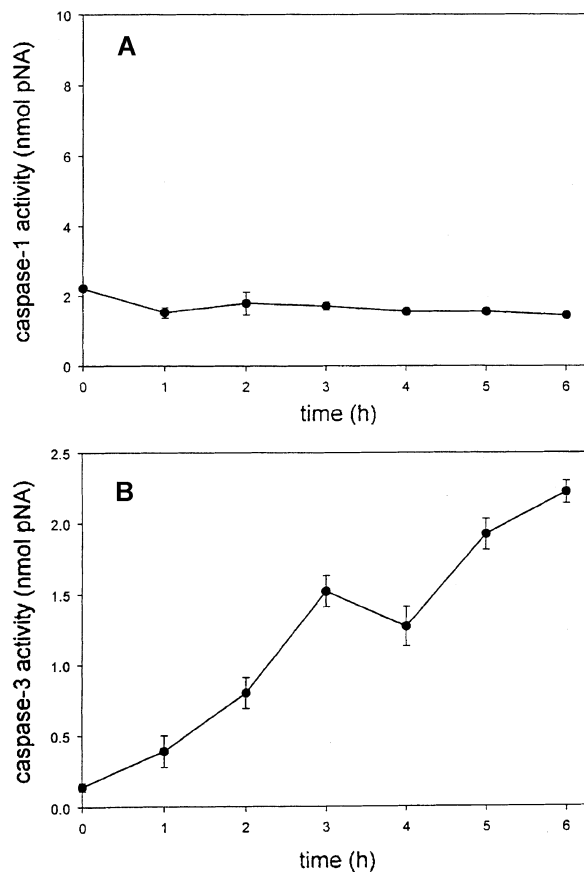 10
A
8
6
4
2
0
caspase-1 activity (nmol pNA)
0 1 2 3 4 5 6
time (h)
2.5
B
2.0
1.5
1.0
0.5
0.0
caspase-3 activity (nmol pNA)
0 1 2 3 4 5 6
time (h)